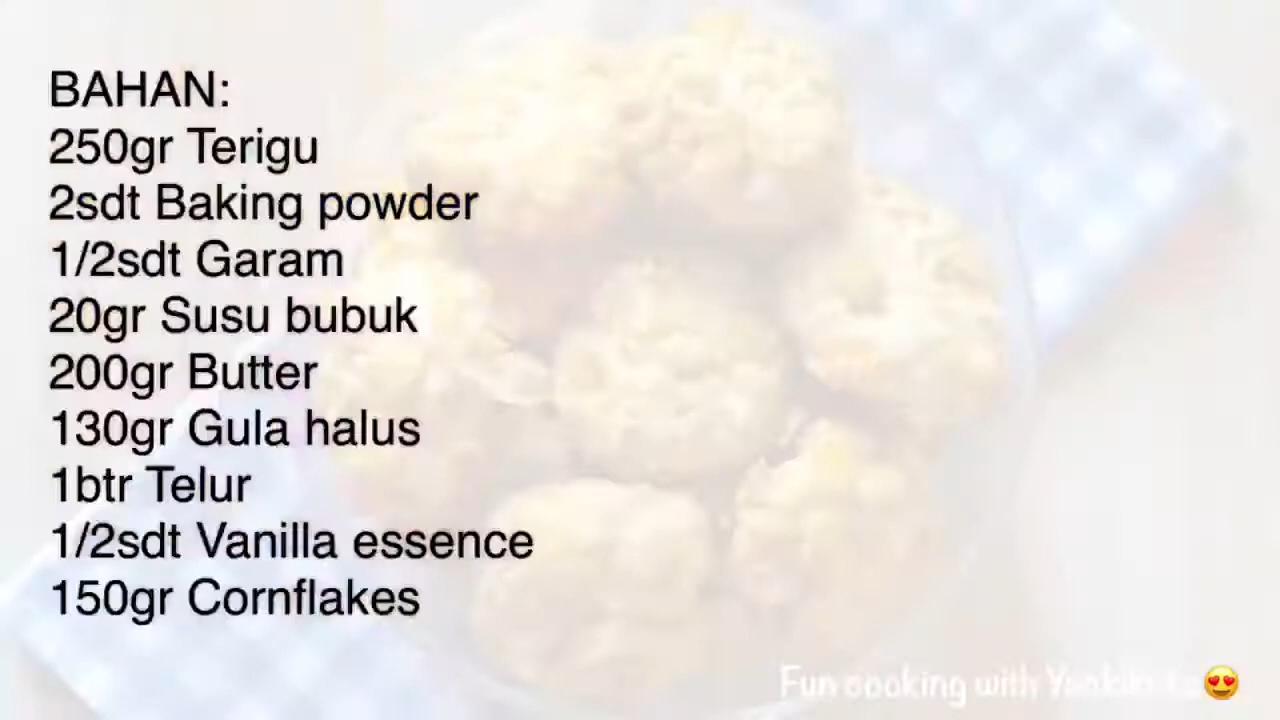 BAHAN:
250gr Terigu
2sdt Baking powder
1/2sdt Garam
20gr Susu bubuk
200gr Butter
130gr Gula halus
1btr Telur
1/2sdt Vanilla essence
150gr Cornflakes
Fun cooking with